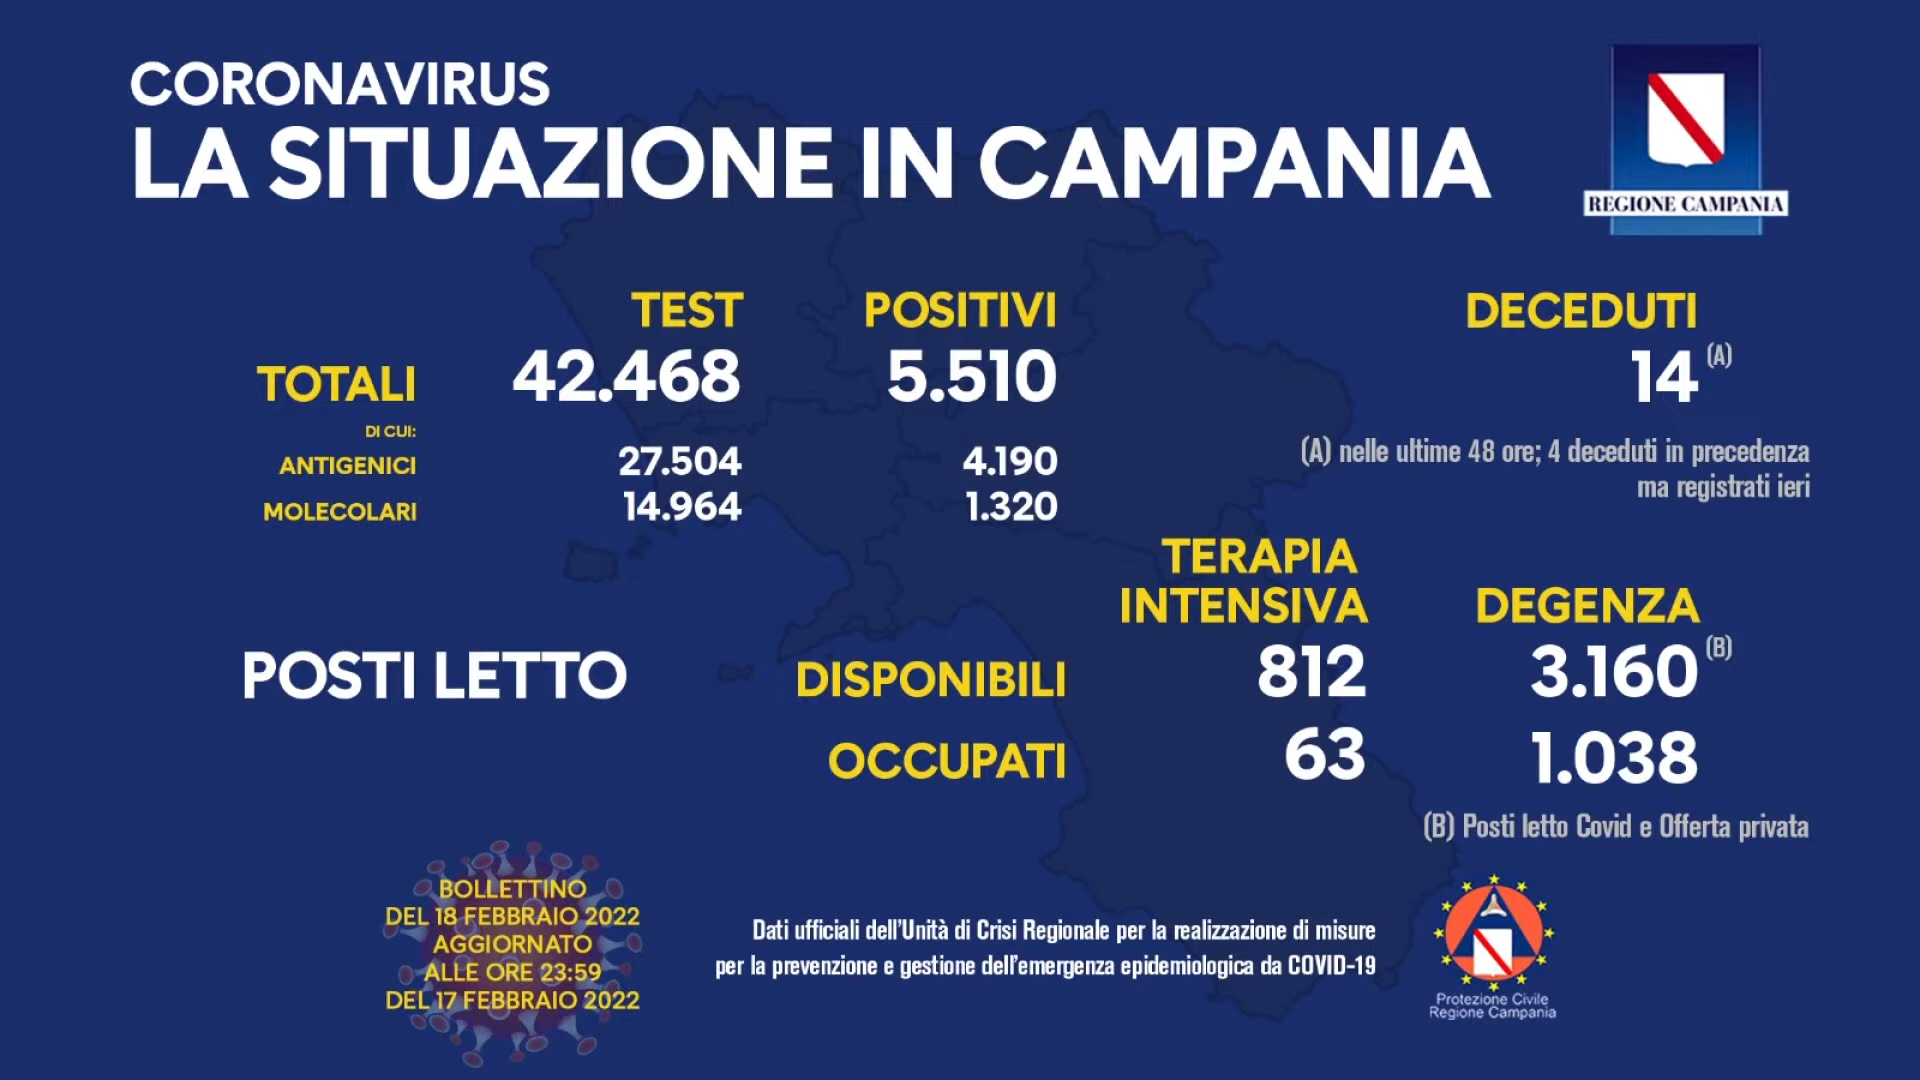 CORONAVIRUS
LA SITUAZIONE IN CAMPANIA
REGIONE CAMPANIA
TEST POSITIVI DECEDUTI
TOTALI 42.468 5.510 14 (A)
DI CUI:
ANTIGENICI 27.504 4.190
MOLECOLARI 14.964 1.320
(A) nelle ultime 48 ore; 4 deceduti in precedenza
ma registrati ieri
TERAPIA
INTENSIVA DEGENZA
POSTI LETTO DISPONIBILI 812 3.160 (B)
OCCUPATI 63 1.038
(B) Posti letto Covid e Offerta privata
BOLLETTINO
DEL 18 FEBBRAIO 2022
AGGIORNATO
ALLE ORE 23:59
DEL 17 FEBBRAIO 2022
Dati ufficiali dell'Unità di Crisi Regionale per la realizzazione di misure
per la prevenzione e gestione dell'emergenza epidemiologica da COVID-19
Protezione Civile
Regione Campania